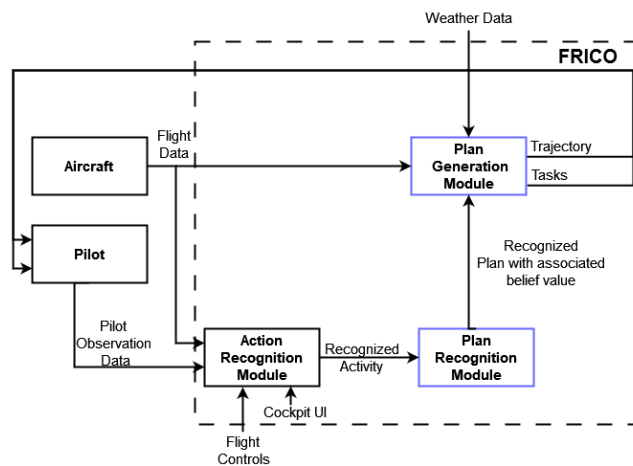 Weather Data
FRICO
Flight
Data
Aircraft
Plan
Generation
Module
Trajectory
Tasks
Pilot
Recognized
Plan with associated
belief value
Pilot
Observation
Data
Action
Recognition
Module
Recognized
Activity
Plan
Recognition
Module
Cockpit UI
Flight
Controls